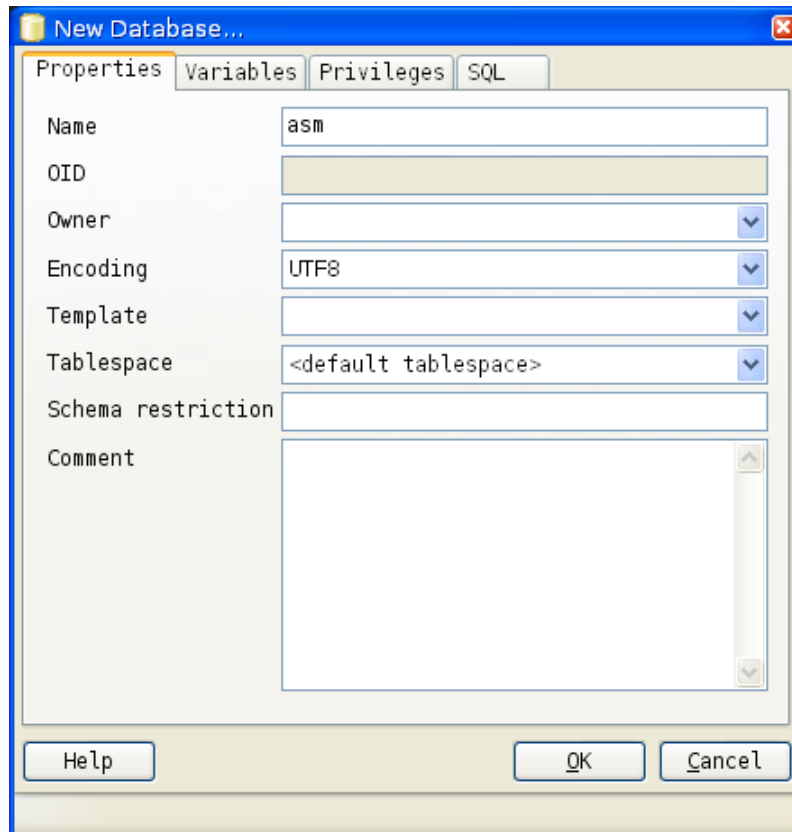 New Database...
Properties Variables Privileges SQL
Name asm
OID
Owner
Encoding UTF8
Template
Tablespace <default tablespace>
Schema restriction
Comment
Help OK Cancel